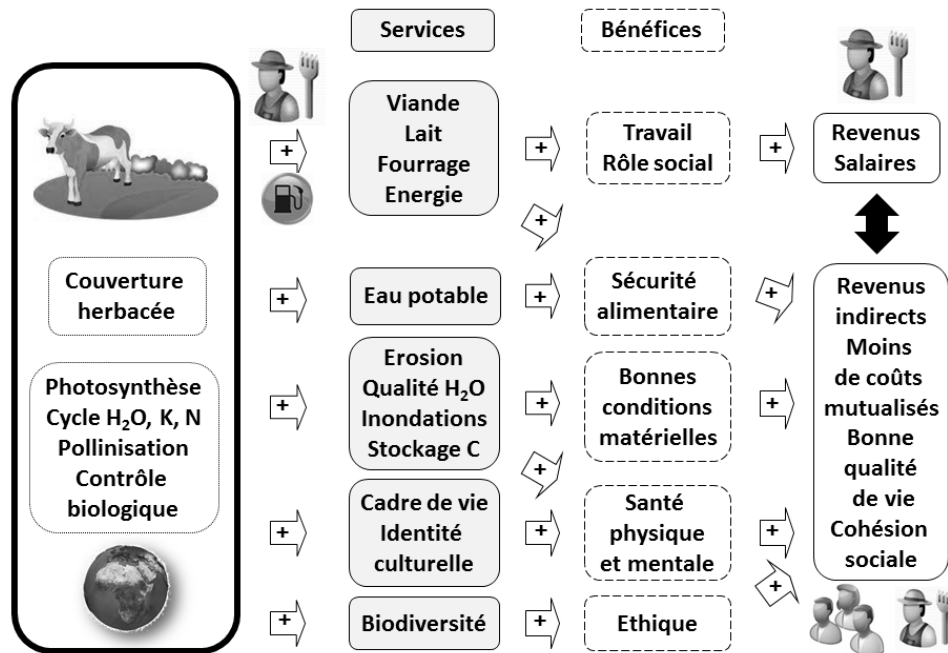 Services
Bénéfices
Viande
Lait
Fourrage
Energie
Travail
Rôle social
Revenus
Salaires
+
+
+
+
Couverture
herbacée
Eau potable
Sécurité
alimentaire
+
+
+
Revenus
indirects
Moins
de coûts
mutualisés
Bonne
qualité
de vie
Cohésion
sociale
Photosynthèse
Cycle H₂O, K, N
Pollinisation
Contrôle
biologique
Erosion
Qualité H₂O
Inondations
Stockage C
Bonnes
conditions
matérielles
+
+
+
+
Cadre de vie
Identité
culturelle
Santé
physique
et mentale
+
+
+
+
Biodiversité
Ethique
+
+